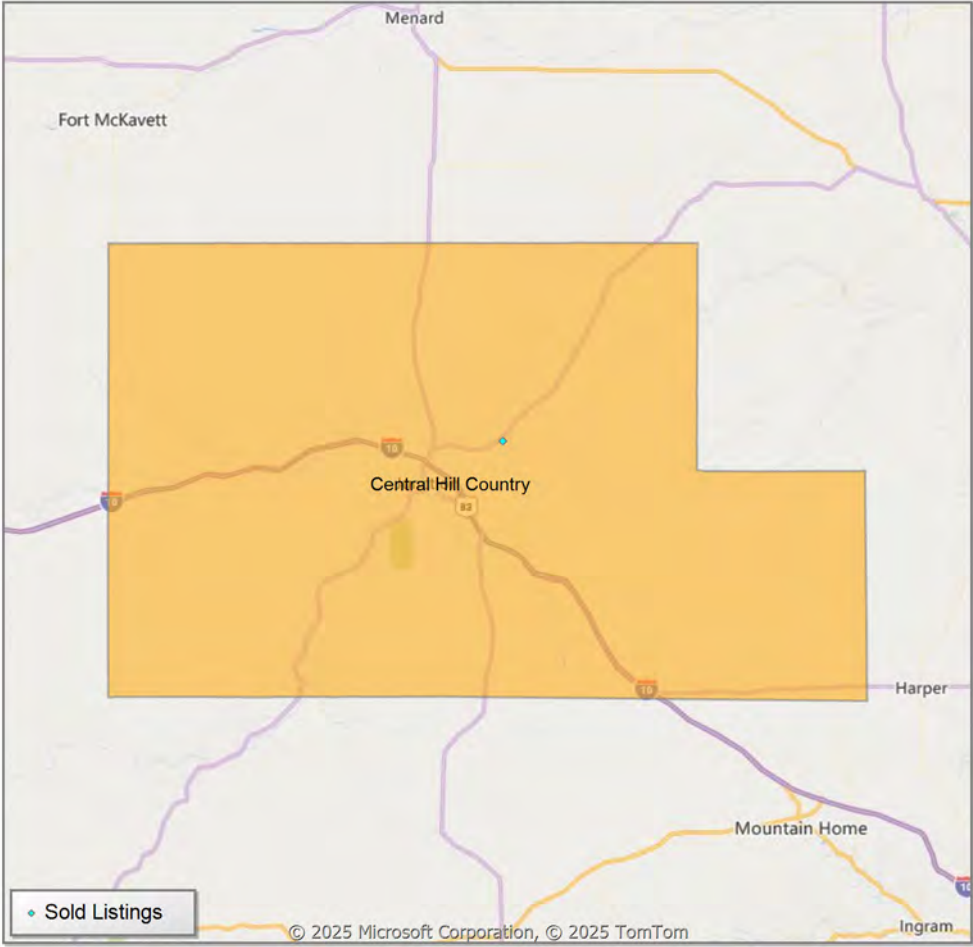 Menard
Fort McKavett
10
Central Hill Country
10
83
10
Harper
Mountain Home
10
Sold Listings
Ingram
© 2025 Microsoft Corporation, © 2025 TomTom